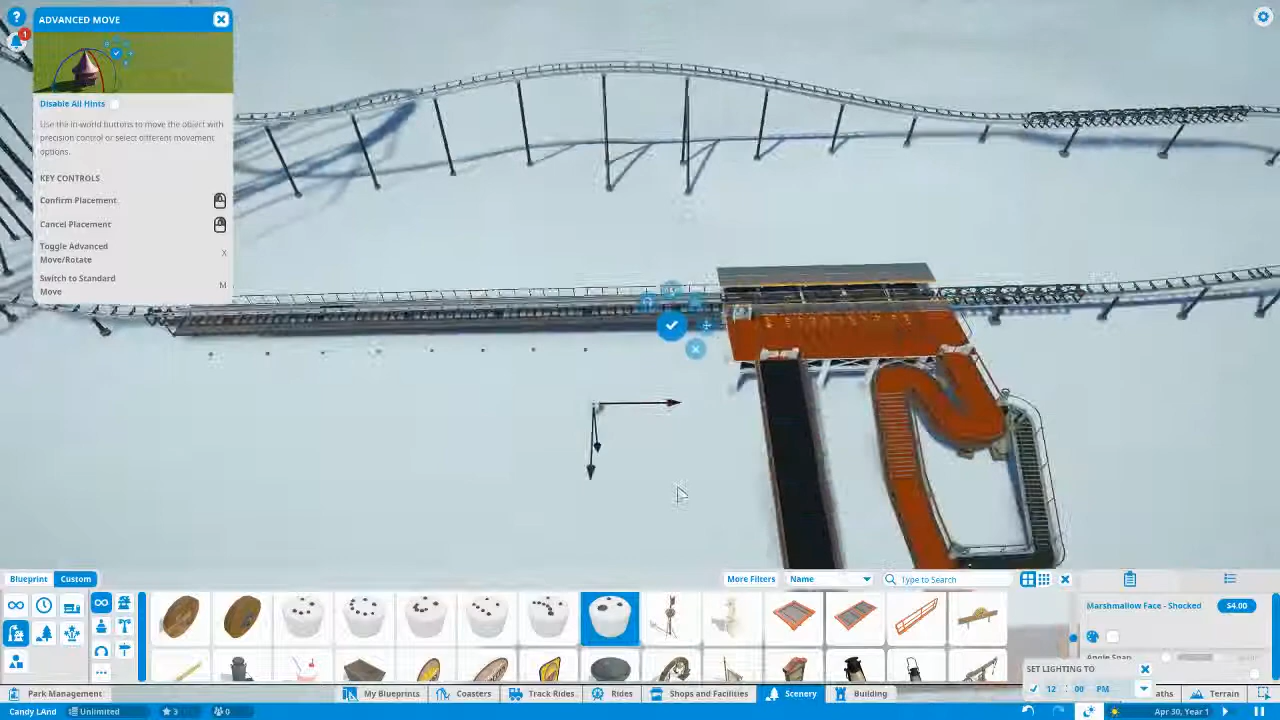 ?
ADVANCED MOVE
1
Disable All Hints
Use the in-world buttons to move the object with
precision control or select different movement
options.
KEY CONTROLS
Confirm Placement
Cancel Placement
Toggle Advanced
Move/Rotate
X
Switch to Standard
Move
M
Blueprint Custom
More Filters Name Type to Search
Marshmallow Face - Shocked $4.00
Angle Snap
SET LIGHTING TO
12 : 00 PM
Park Management My Blueprints Coasters Track Rides Rides Shops and Facilities Scenery Building aths Terrain
Candy LAnd Unlimited 3 0 Apr 30, Year 1